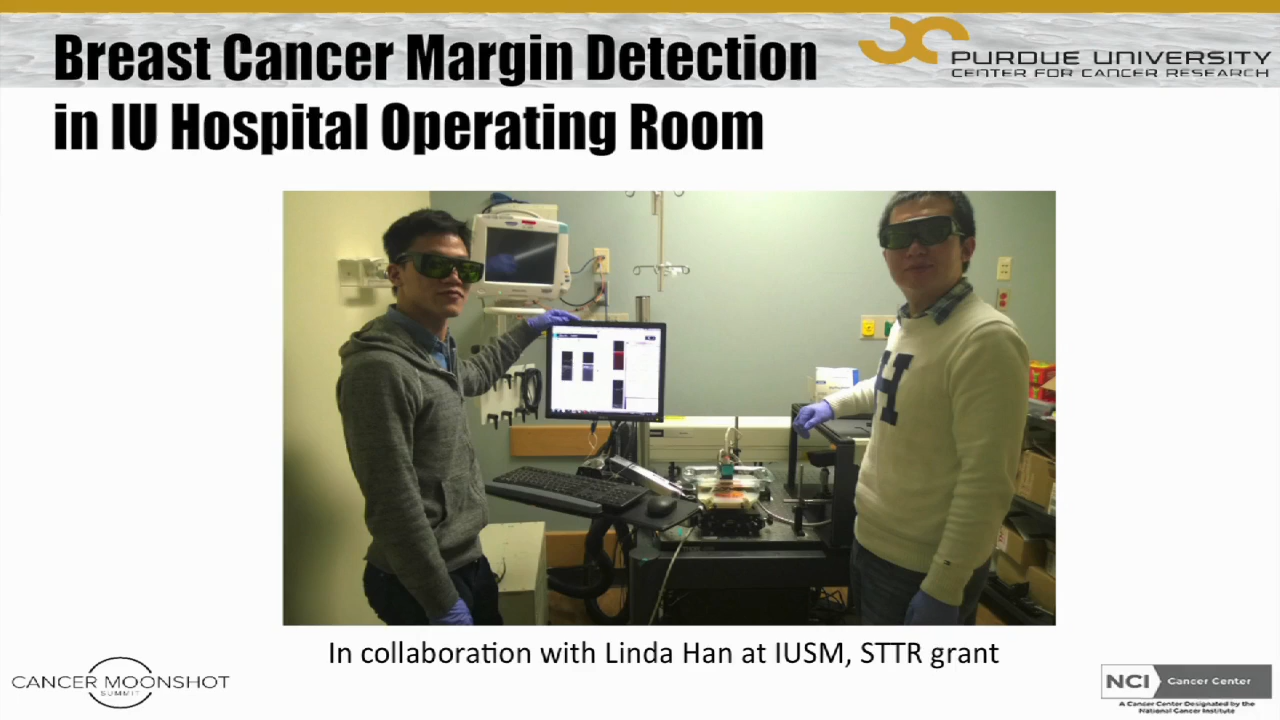 Breast Cancer Margin Detection
in IU Hospital Operating Room
PURDUE UNIVERSITY
CENTER FOR CANCER RESEARCH
H
In collaboration with Linda Han at IUSM, STTR grant
CANCER MOONSHOT
SUMMIT
NCI Cancer Center
A Cancer Center Designated by the
National Cancer Institute